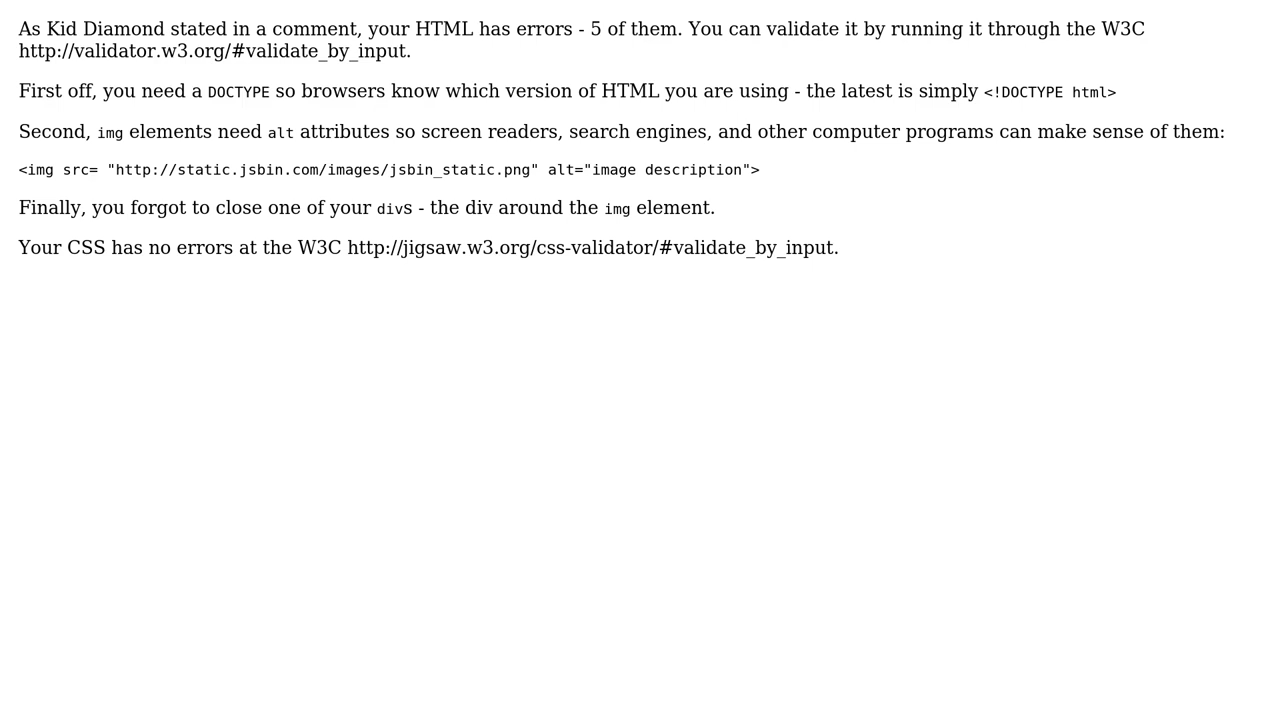 As Kid Diamond stated in a comment, your HTML has errors - 5 of them. You can validate it by running it through the W3C
http://validator.w3.org/#validate_by_input.
First off, you need a DOCTYPE so browsers know which version of HTML you are using - the latest is simply <!DOCTYPE html>
Second, img elements need alt attributes so screen readers, search engines, and other computer programs can make sense of them:
<img src= "http://static.jsbin.com/images/jsbin_static.png" alt="image description">
Finally, you forgot to close one of your divs - the div around the img element.
Your CSS has no errors at the W3C http://jigsaw.w3.org/css-validator/#validate_by_input.